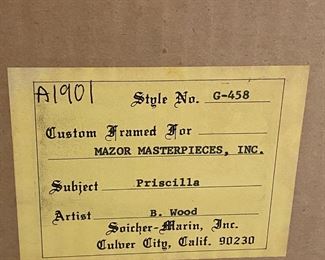 A1901
Style No. G-458
Custom Framed For
MAZOR MASTERPIECES, INC.
Subject Priscilla
Artist B. Wood
Soicher-Marin, Inc.
Culver City, Calif. 90230